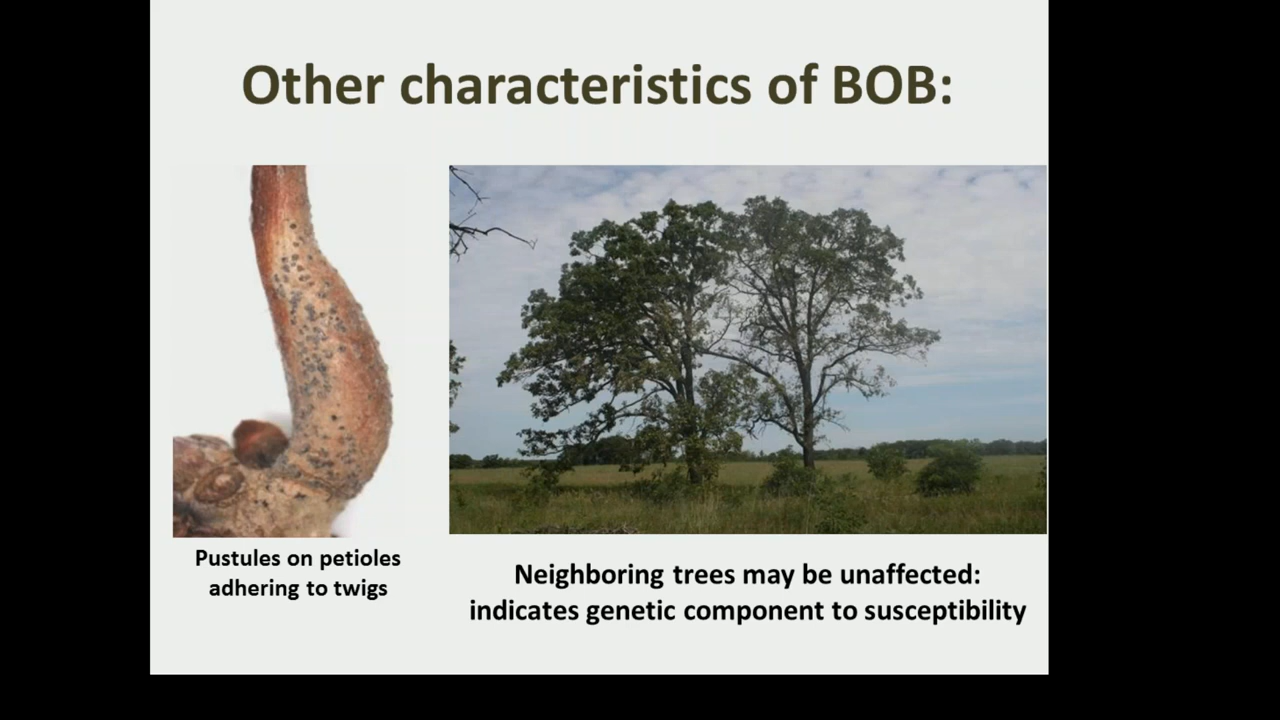 Other characteristics of BOB:
Pustules on petioles
adhering to twigs
Neighboring trees may be unaffected:
indicates genetic component to susceptibility